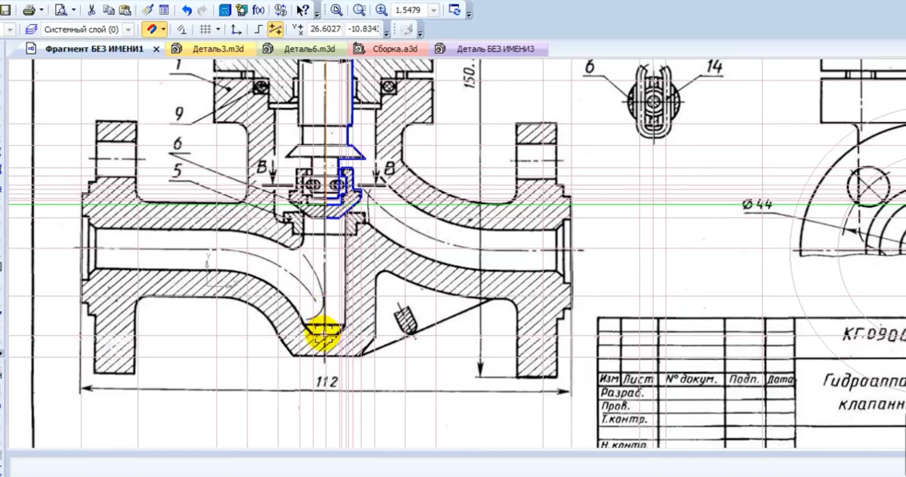 f(x)
1.5479
Системный слой (0)
26.6027
-10.834
Фрагмент БЕЗ ИМЕНИ1
Деталь3.m3d
Деталь6.m3d
Сборка.a3d
Деталь БЕЗ ИМЕНИ3
1
9
6
5
В
В
150
6
14
Ø44
112
Изм
Лист
№ докум.
Подп.
Дата
Разраб.
Пров.
Т.контр.
Н.контр.
КГ.0900
Гидроаппа
клапанн